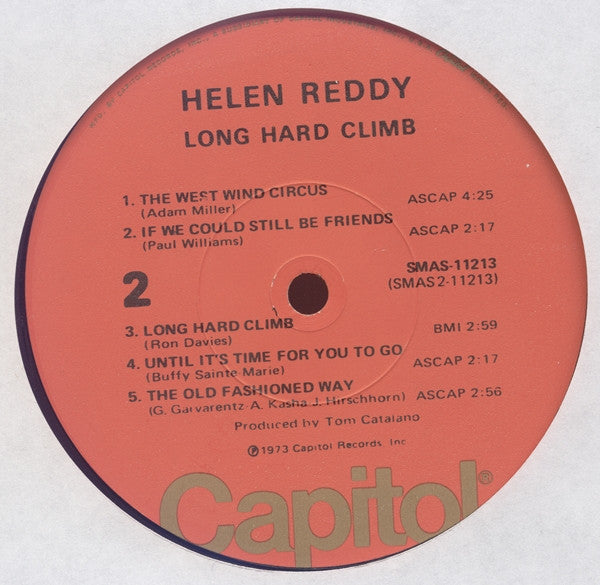 HELEN REDDY
LONG HARD CLIMB
1. THE WEST WIND CIRCUS ASCAP 4:25
(Adam Miller)
2. IF WE COULD STILL BE FRIENDS ASCAP 2:17
(Paul Williams)
2
SMAS-11213
(SMAS2-11213)
3. LONG HARD CLIMB BMI 2:59
(Ron Davies)
4. UNTIL IT'S TIME FOR YOU TO GO ASCAP 2:17
(Buffy Sainte Marie)
5. THE OLD FASHIONED WAY ASCAP 2:56
(G. Garvarentz-A. Kasha-J. Hirschhorn)
Produced by Tom Catalano
℗1973 Capitol Records, Inc
Capitol®